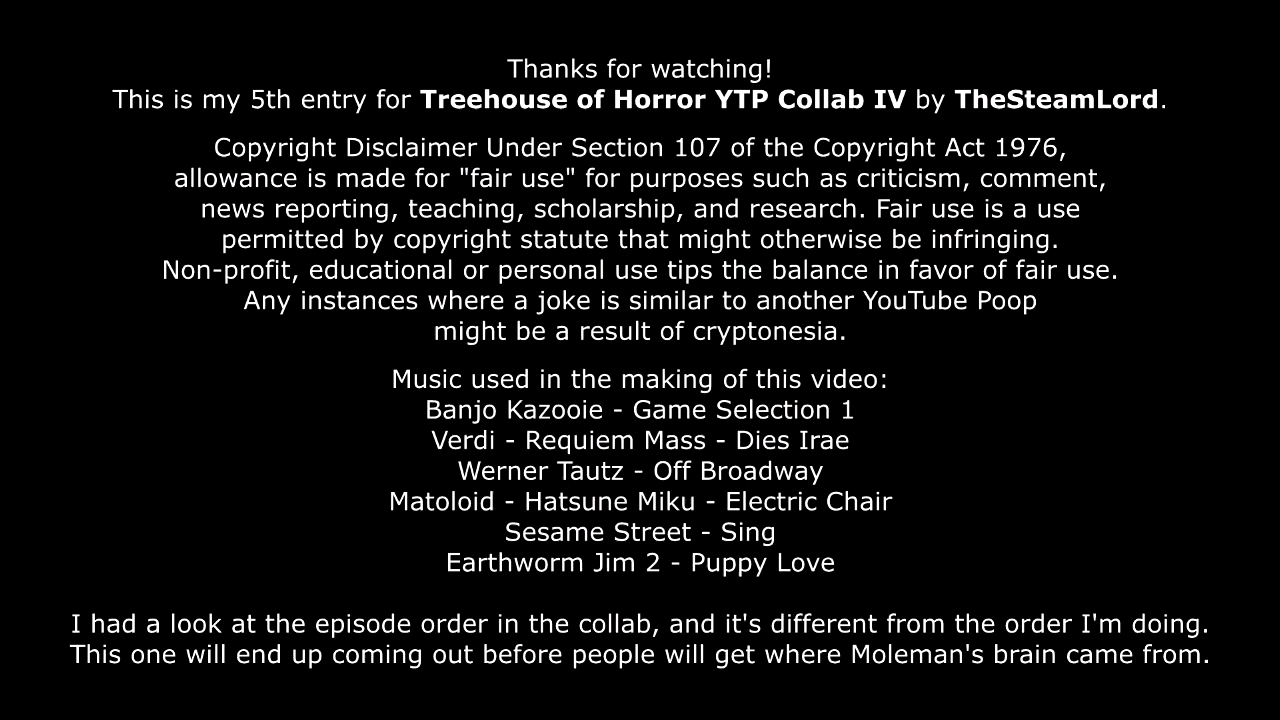 Thanks for watching!
This is my 5th entry for Treehouse of Horror YTP Collab IV by TheSteamLord.
Copyright Disclaimer Under Section 107 of the Copyright Act 1976,
allowance is made for "fair use" for purposes such as criticism, comment,
news reporting, teaching, scholarship, and research. Fair use is a use
permitted by copyright statute that might otherwise be infringing.
Non-profit, educational or personal use tips the balance in favor of fair use.
Any instances where a joke is similar to another YouTube Poop
might be a result of cryptonesia.
Music used in the making of this video:
Banjo Kazooie - Game Selection 1
Verdi - Requiem Mass - Dies Irae
Werner Tautz - Off Broadway
Matoloid - Hatsune Miku - Electric Chair
Sesame Street - Sing
Earthworm Jim 2 - Puppy Love
I had a look at the episode order in the collab, and it's different from the order I'm doing.
This one will end up coming out before people will get where Moleman's brain came from.